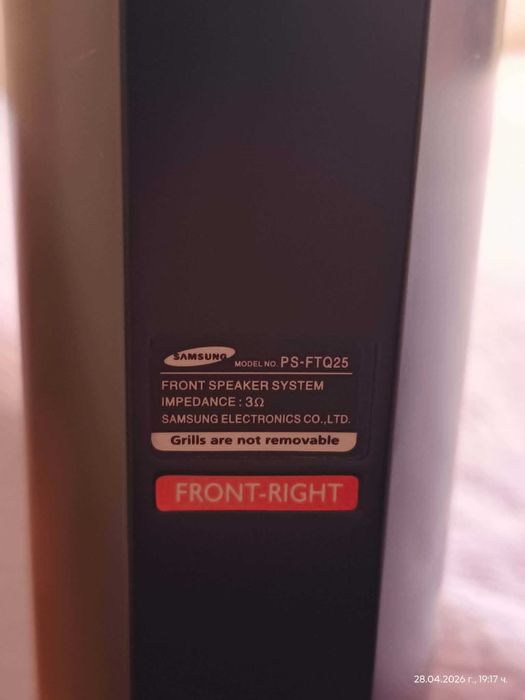 SAMSUNG MODEL NO. PS-FTQ25
FRONT SPEAKER SYSTEM
IMPEDANCE : 3Ω
SAMSUNG ELECTRONICS CO.,LTD.
Grills are not removable
FRONT-RIGHT
28.04.2026 г., 19:17 ч.